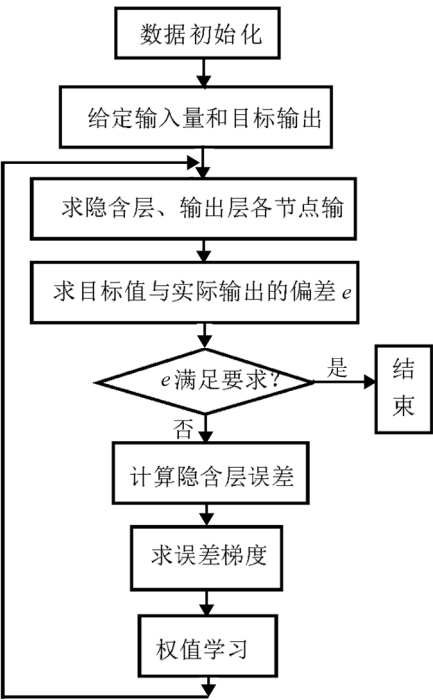 数据初始化
给定输入量和目标输出
求隐含层、输出层各节点输
求目标值与实际输出的偏差e
e满足要求?
是
结
束
否
计算隐含层误差
求误差梯度
权值学习